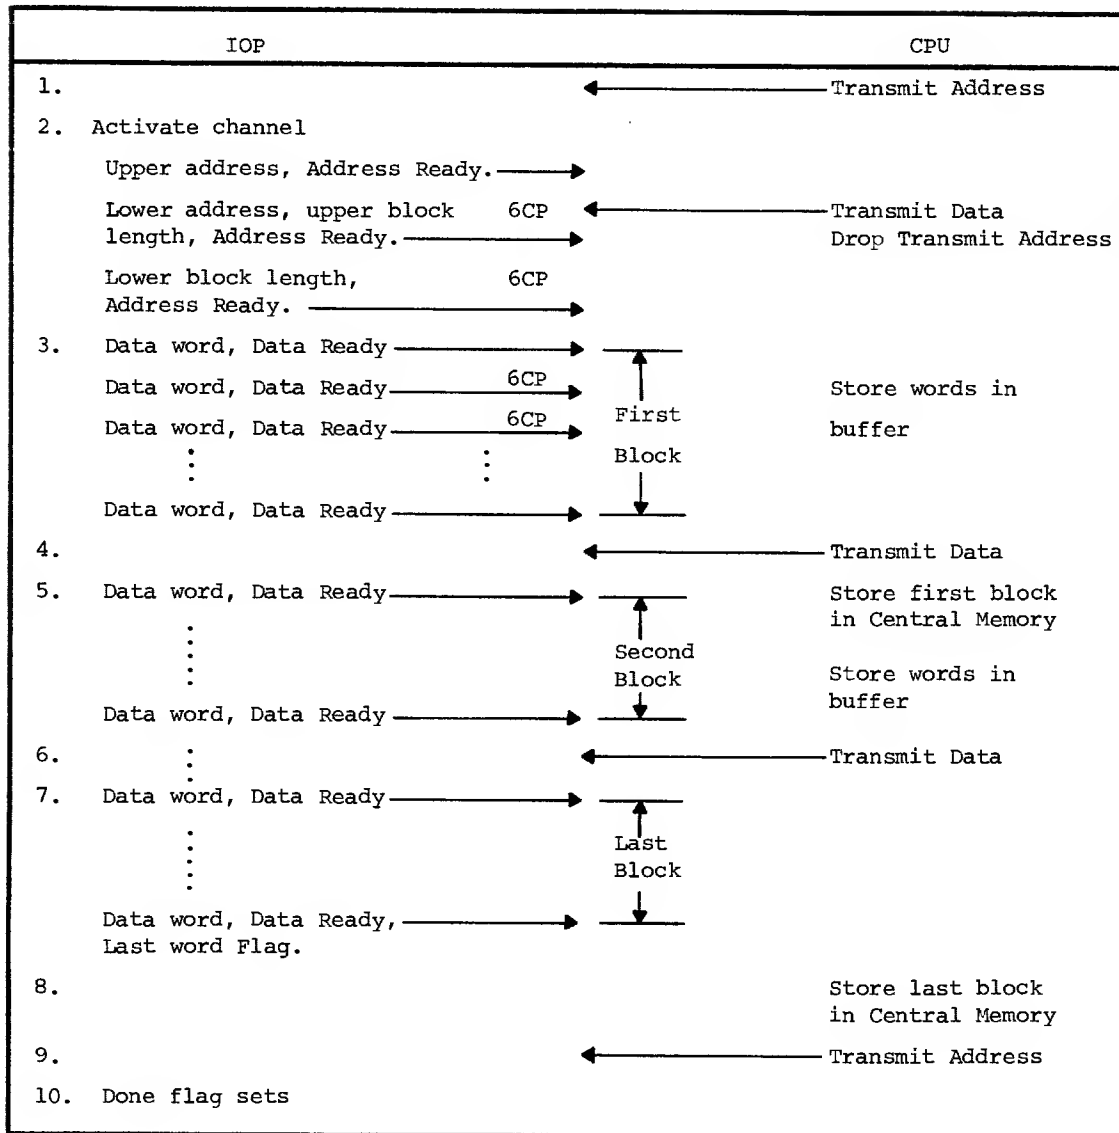 IOP CPU
1. Transmit Address
2. Activate channel
Upper address, Address Ready.
Lower address, upper block 6CP Transmit Data
length, Address Ready. Drop Transmit Address
Lower block length, 6CP
Address Ready.
3. Data word, Data Ready
Data word, Data Ready 6CP Store words in
Data word, Data Ready 6CP First buffer
Block
Data word, Data Ready
4. Transmit Data
5. Data word, Data Ready Store first block
in Central Memory
Second
Block Store words in
buffer
Data word, Data Ready
6. Transmit Data
7. Data word, Data Ready
Last
Block
Data word, Data Ready,
Last word Flag.
8. Store last block
in Central Memory
9. Transmit Address
10. Done flag sets